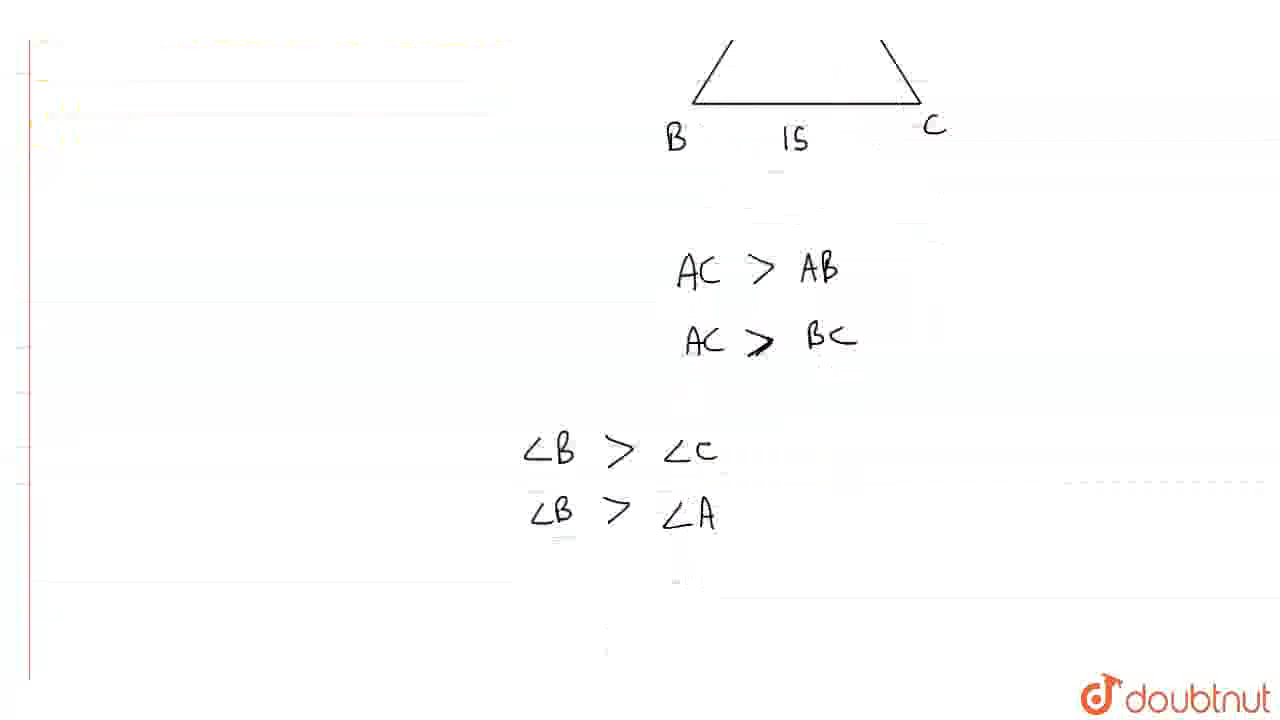 B 15 C
AC > AB
AC > BC
∠B > ∠C
∠B > ∠A
doubtnut